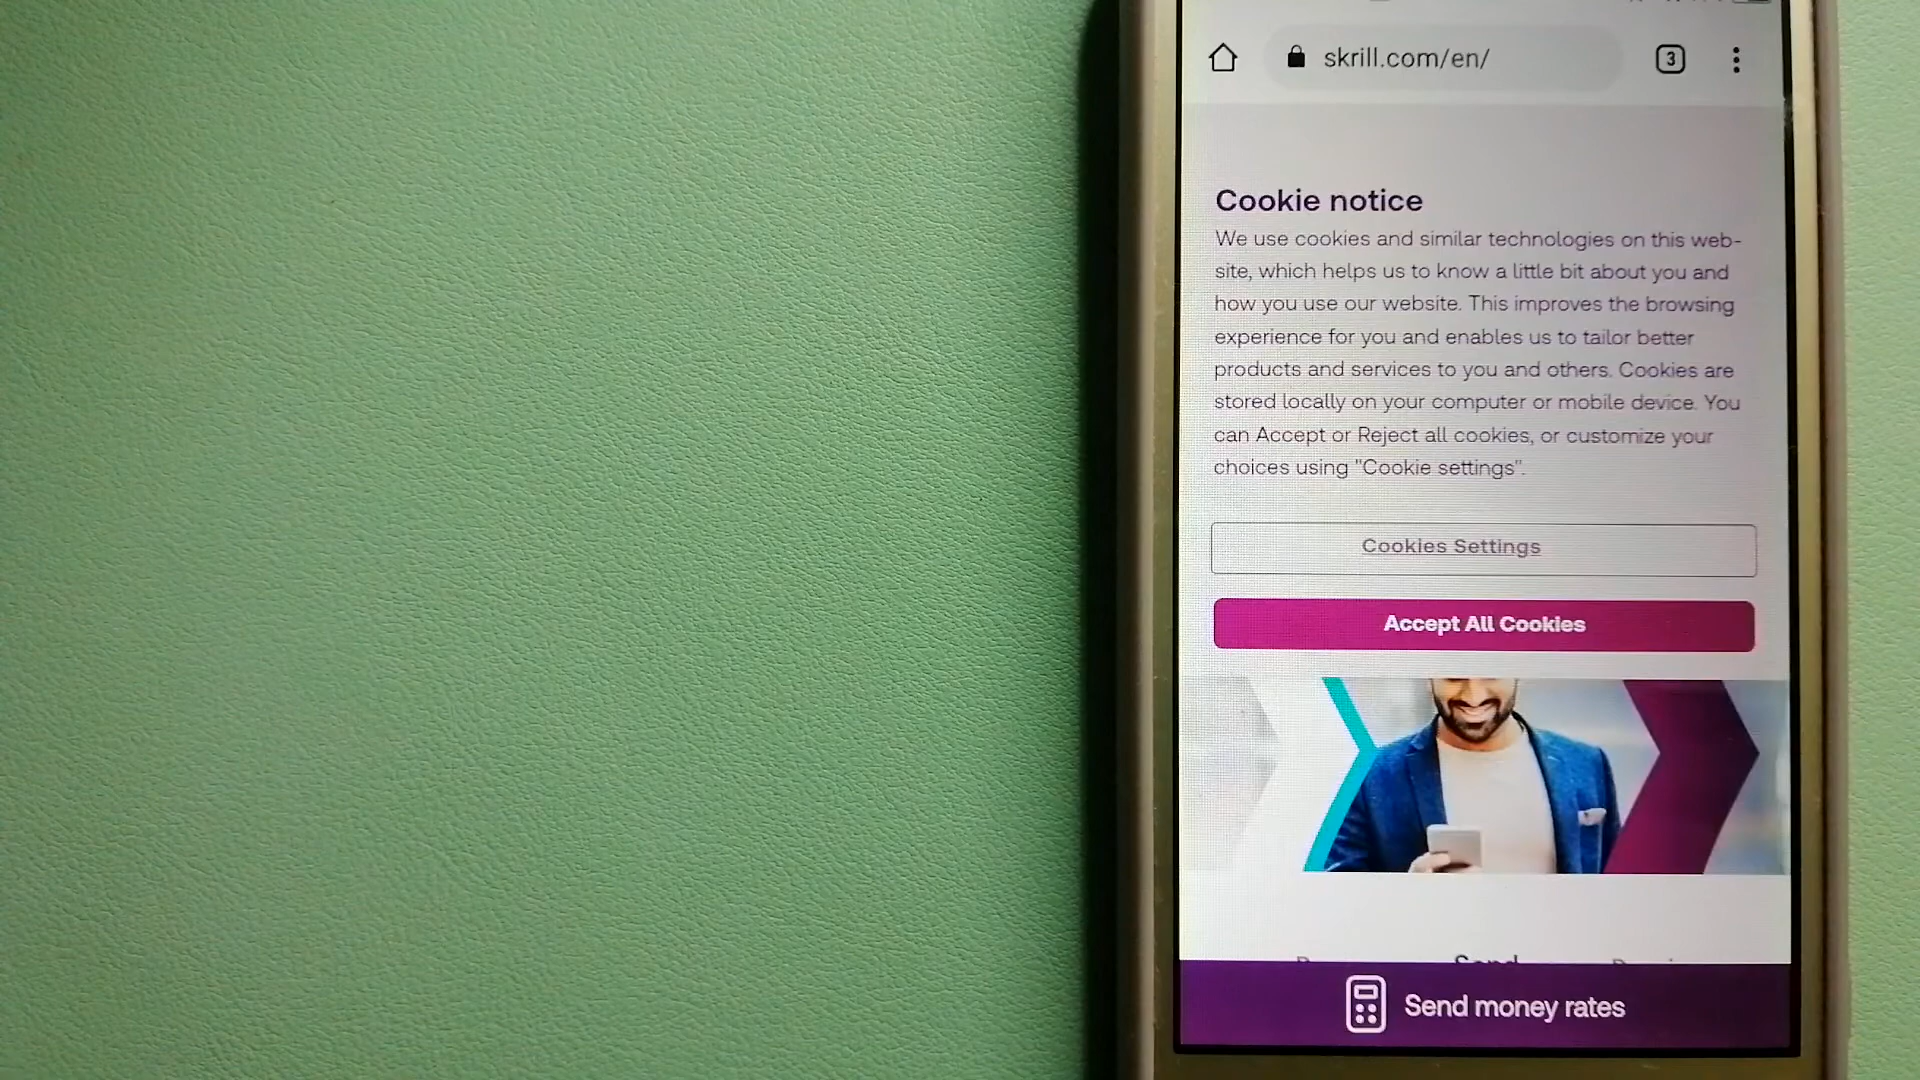 skrill.com/en/
3
Cookie notice
We use cookies and similar technologies on this web-
site, which helps us to know a little bit about you and
how you use our website. This improves the browsing
experience for you and enables us to tailor better
products and services to you and others. Cookies are
stored locally on your computer or mobile device. You
can Accept or Reject all cookies, or customize your
choices using "Cookie settings".
Cookies Settings
Accept All Cookies
Send
Send money rates